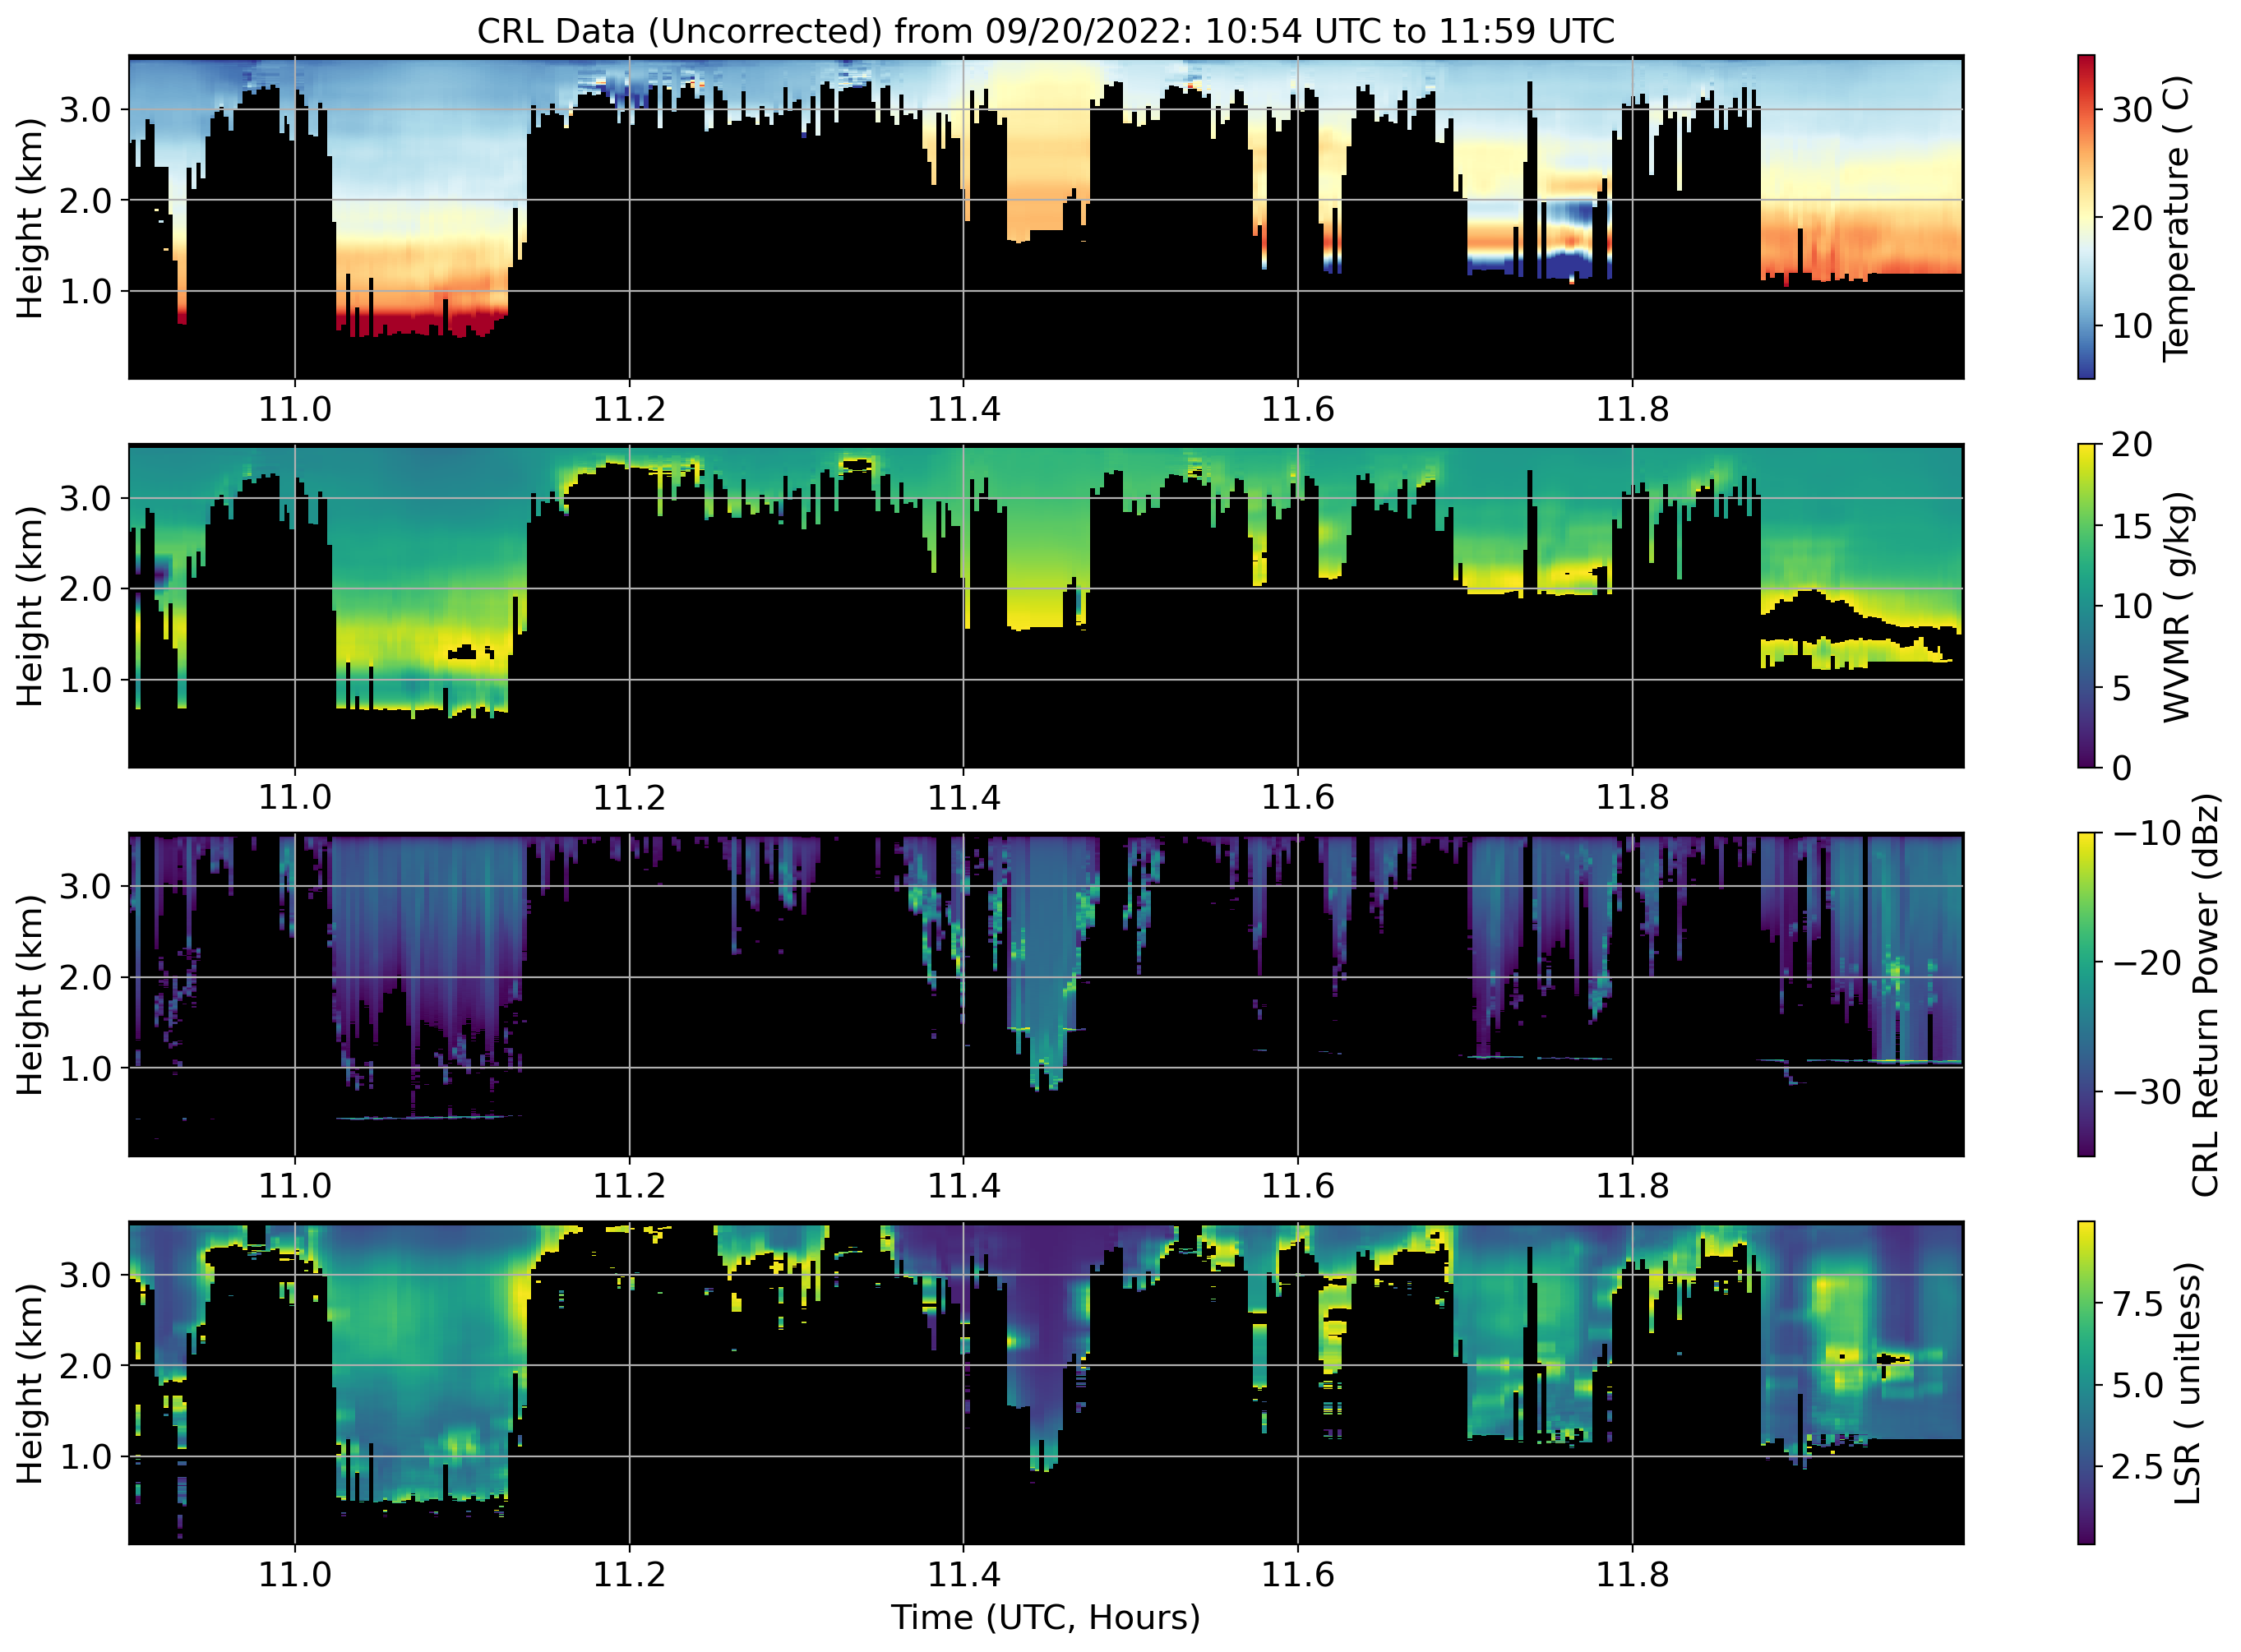 CRL Data (Uncorrected) from 09/20/2022: 10:54 UTC to 11:59 UTC
Height (km)
3.0
2.0
1.0
11.0 11.2 11.4 11.6 11.8
30
20
10
Temperature ( C)
Height (km)
3.0
2.0
1.0
11.0 11.2 11.4 11.6 11.8
20
15
10
5
0
WVMR ( g/kg)
Height (km)
3.0
2.0
1.0
11.0 11.2 11.4 11.6 11.8
−10
−20
−30
CRL Return Power (dBz)
Height (km)
3.0
2.0
1.0
11.0 11.2 11.4 11.6 11.8
7.5
5.0
2.5
LSR ( unitless)
Time (UTC, Hours)